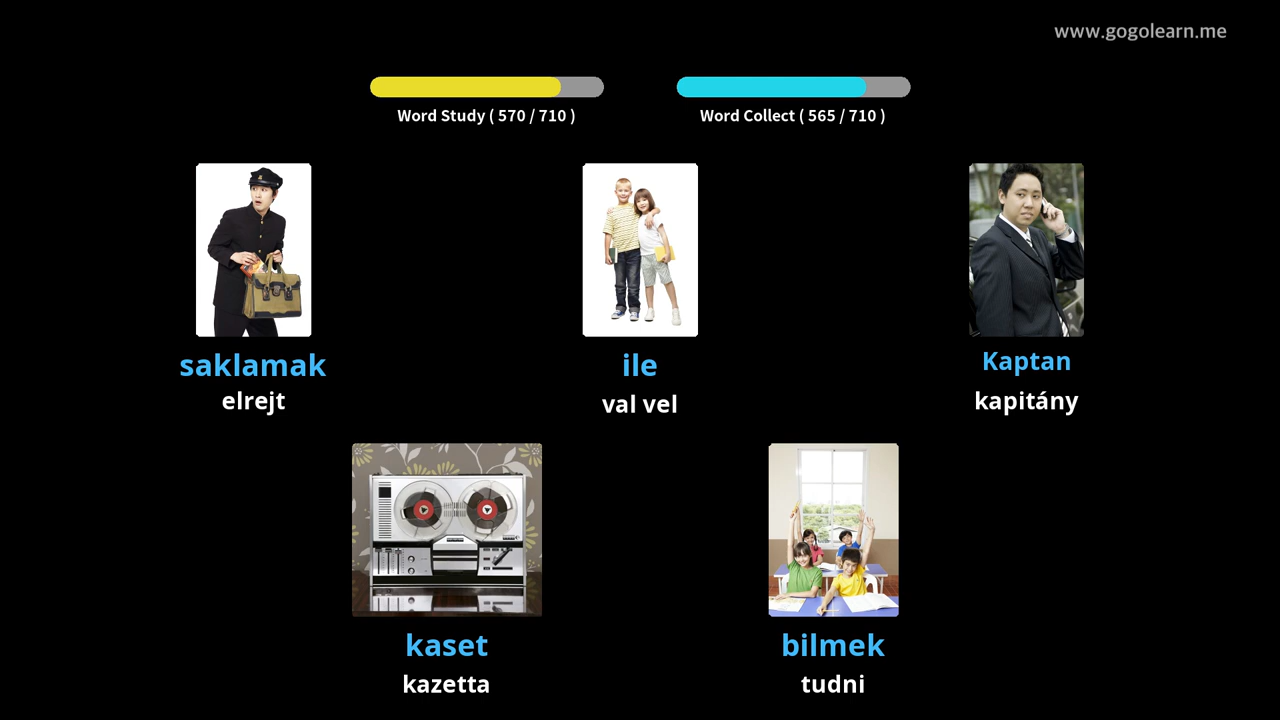 www.gogolearn.me
Word Study ( 570 / 710 )
Word Collect ( 565 / 710 )
saklamak
elrejt
ile
val vel
Kaptan
kapitány
kaset
kazetta
bilmek
tudni